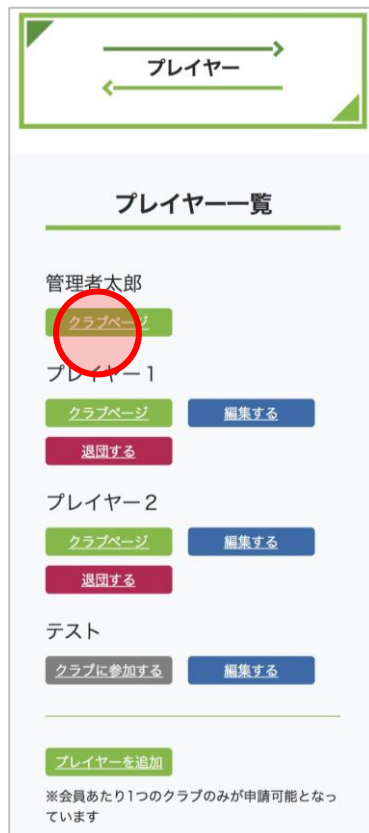 プレイヤー
プレイヤー一覧
管理者太郎
クラブページ
プレイヤー1
クラブページ 編集する
退団する
プレイヤー2
クラブページ 編集する
退団する
テスト
クラブに参加する 編集する
プレイヤーを追加
※会員あたり1つのクラブのみが申請可能となっ
ています